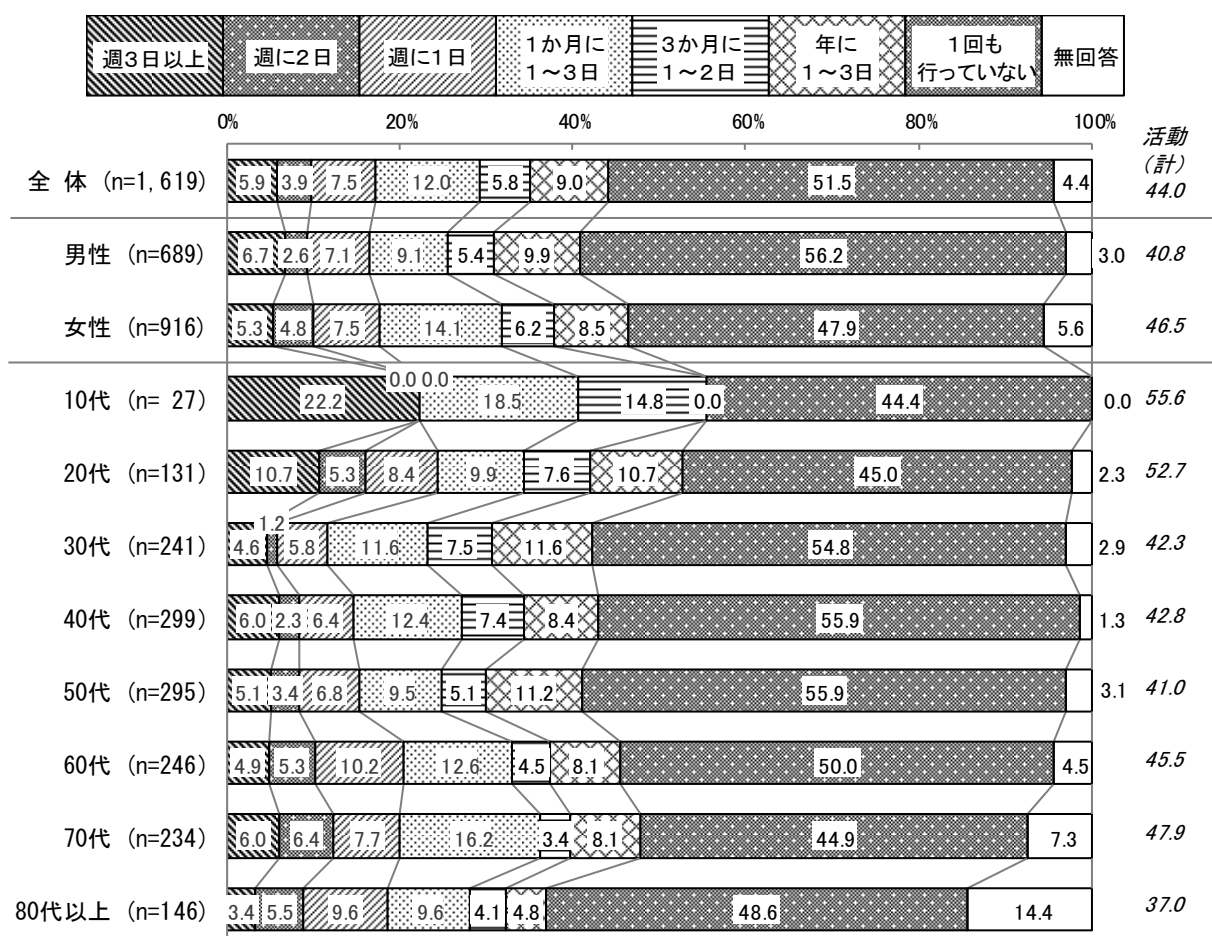 週3日以上 週に2日 週に1日 1か月に 1～3日 3か月に 1～2日 年に 1～3日 1回も 行っていない 無回答
0% 20% 40% 60% 80% 100%
活動
(計)
全 体 (n=1,619) 5.9 3.9 7.5 12.0 5.8 9.0 51.5 4.4 44.0
男性 (n=689) 6.7 2.6 7.1 9.1 5.4 9.9 56.2 3.0 40.8
女性 (n=916) 5.3 4.8 7.5 14.1 6.2 8.5 47.9 5.6 46.5
10代 (n= 27) 22.2 0.0 0.0 18.5 14.8 0.0 44.4 0.0 55.6
20代 (n=131) 10.7 5.3 8.4 9.9 7.6 10.7 45.0 2.3 52.7
30代 (n=241) 4.6 1.2 5.8 11.6 7.5 11.6 54.8 2.9 42.3
40代 (n=299) 6.0 2.3 6.4 12.4 7.4 8.4 55.9 1.3 42.8
50代 (n=295) 5.1 3.4 6.8 9.5 5.1 11.2 55.9 3.1 41.0
60代 (n=246) 4.9 5.3 10.2 12.6 4.5 8.1 50.0 4.5 45.5
70代 (n=234) 6.0 6.4 7.7 16.2 3.4 8.1 44.9 7.3 47.9
80代以上 (n=146) 3.4 5.5 9.6 9.6 4.1 4.8 48.6 14.4 37.0